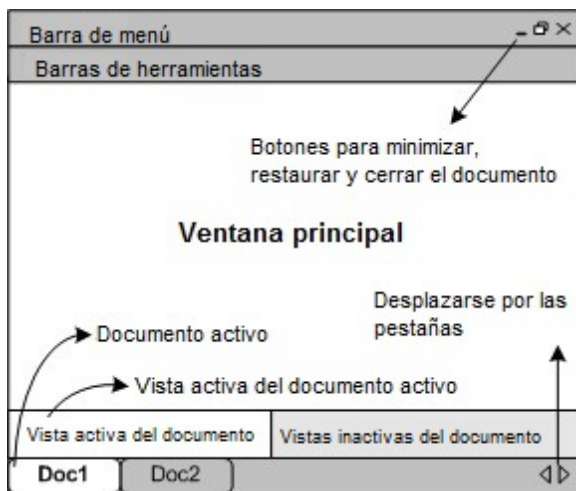 Barra de menú
Barras de herramientas
Botones para minimizar,
restaurar y cerrar el documento
Ventana principal
Desplazarse por las
pestañas
Documento activo
Vista activa del documento activo
Vista activa del documento
Vistas inactivas del documento
Doc1
Doc2